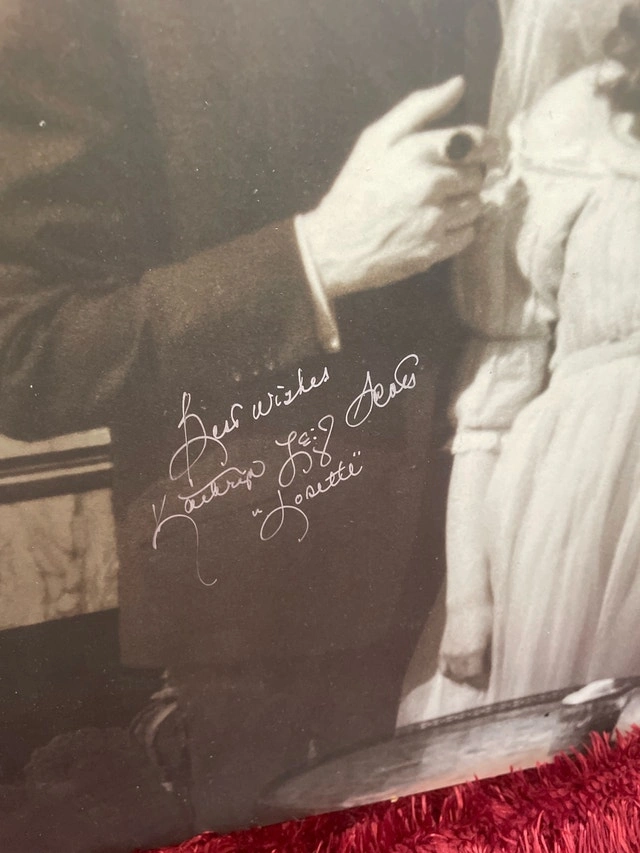 Best Wishes
Kathryn Leigh Scott
"Josette"